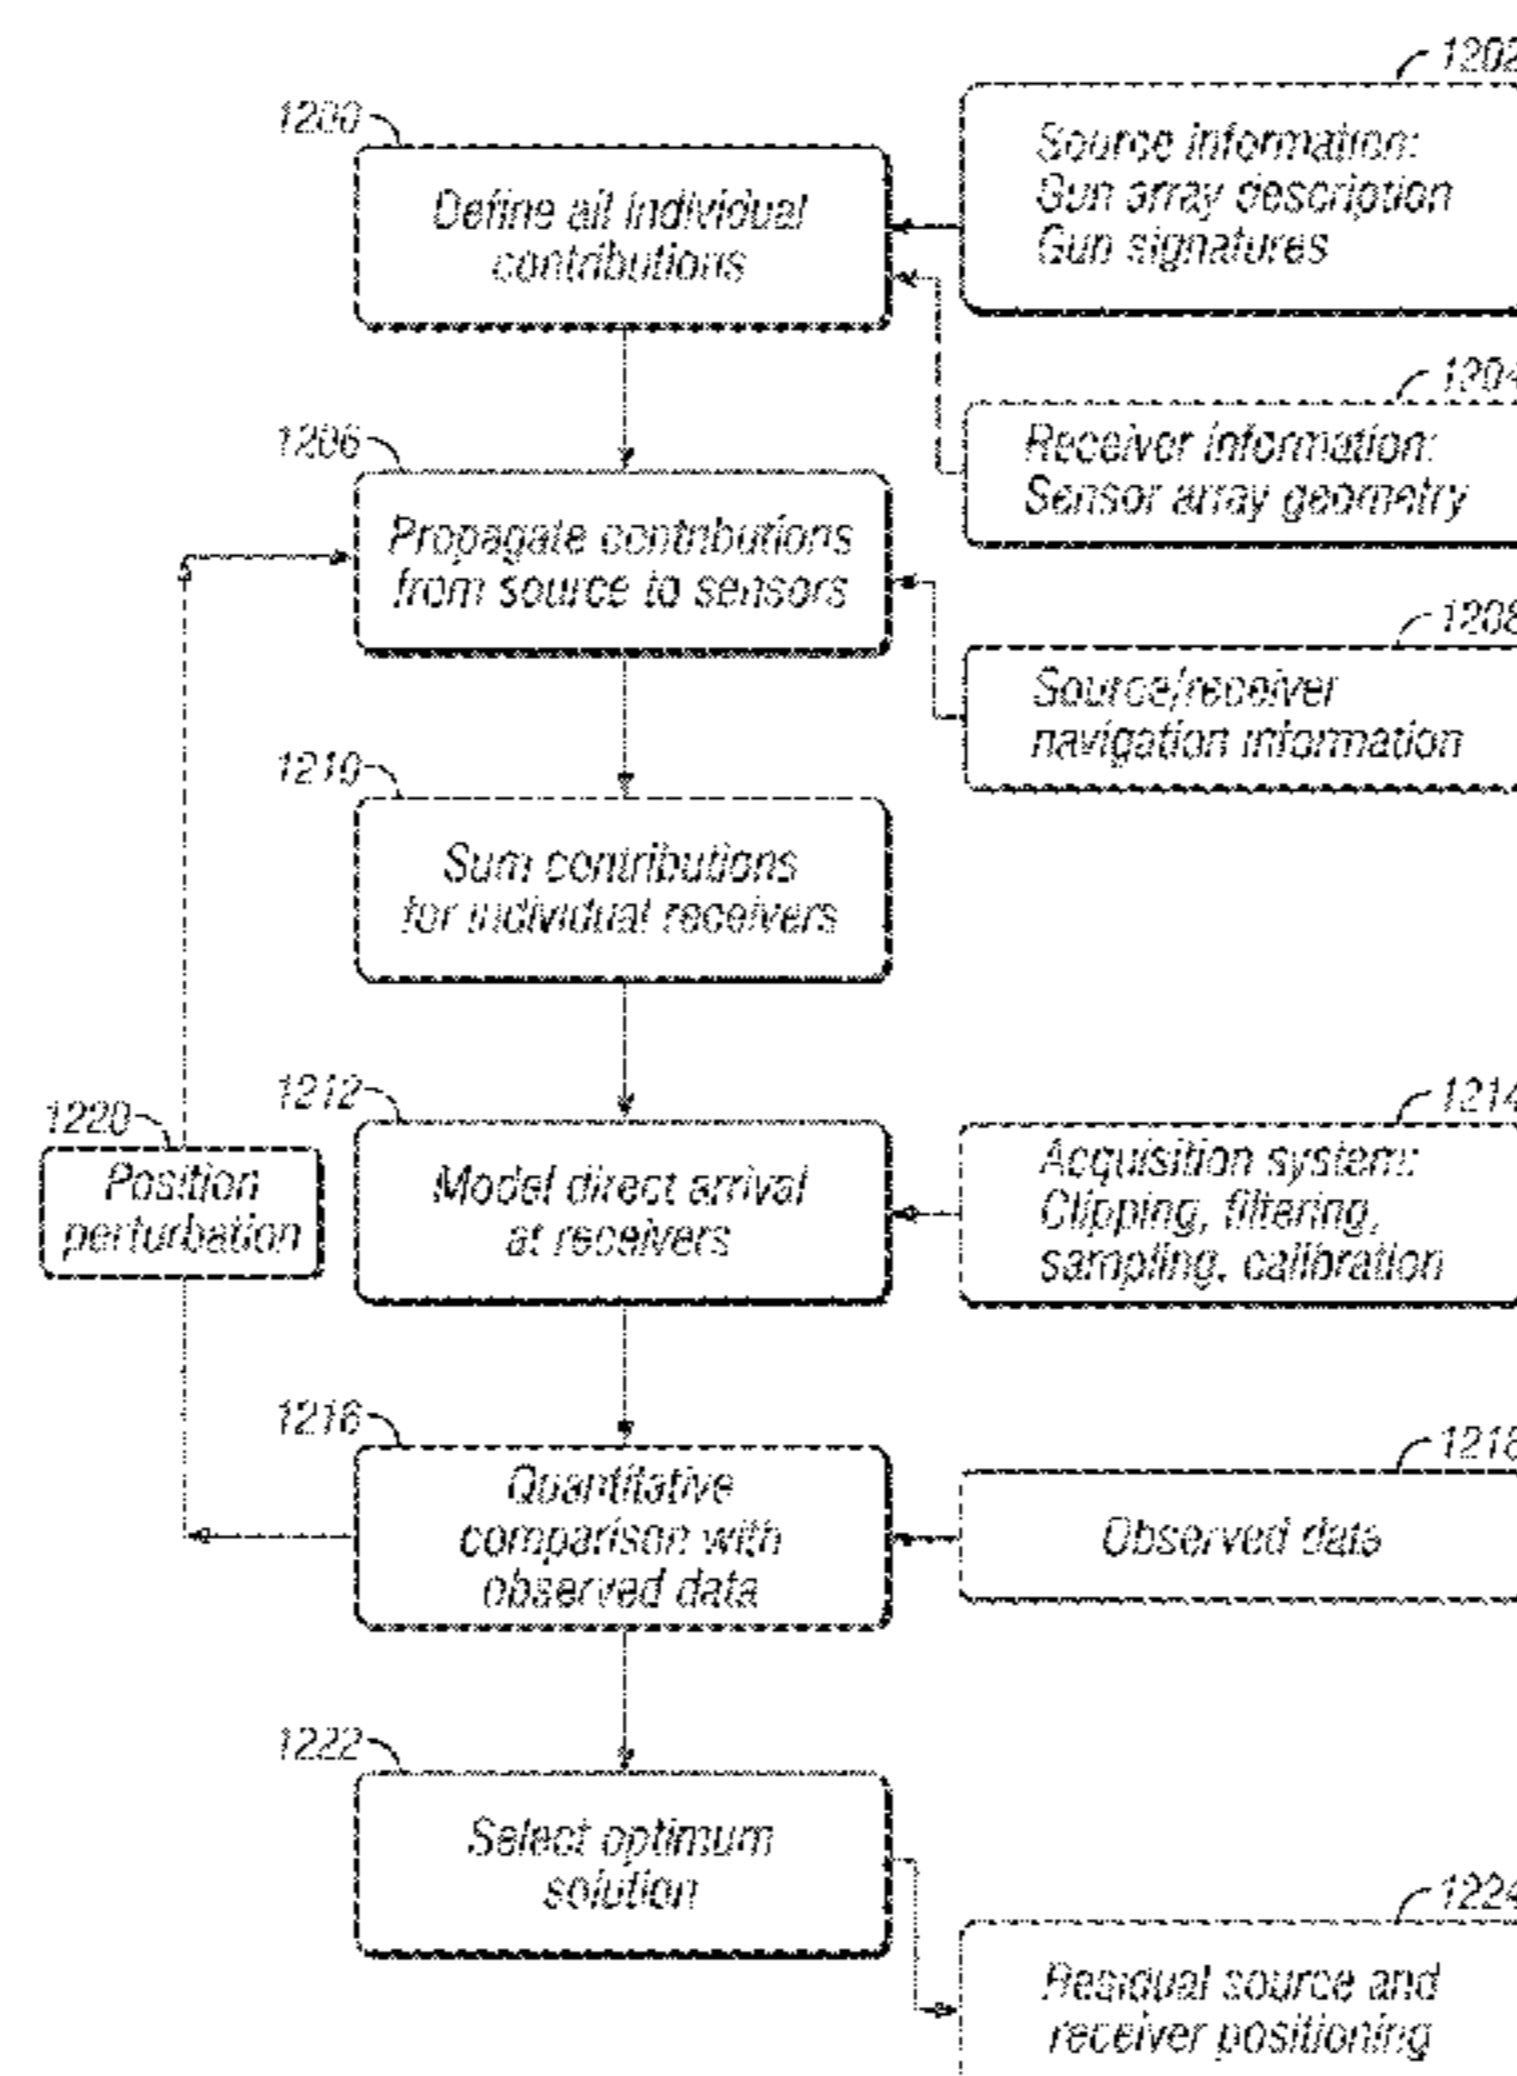 1200
Define all individual
contributions
1202
Source information:
Gun array description
Gun signatures
1204
Receiver information:
Sensor array geometry
1206
Propagate contributions
from source to sensors
1208
Source/receiver
navigation information
1210
Sum contributions
for individual receivers
1212
Model direct arrival
at receivers
1214
Acquisition system:
Clipping, filtering,
sampling, calibration
1220
Position
perturbation
1216
Quantitative
comparison with
observed data
1218
Observed data
1222
Select optimum
solution
1224
Residual source and
receiver positioning